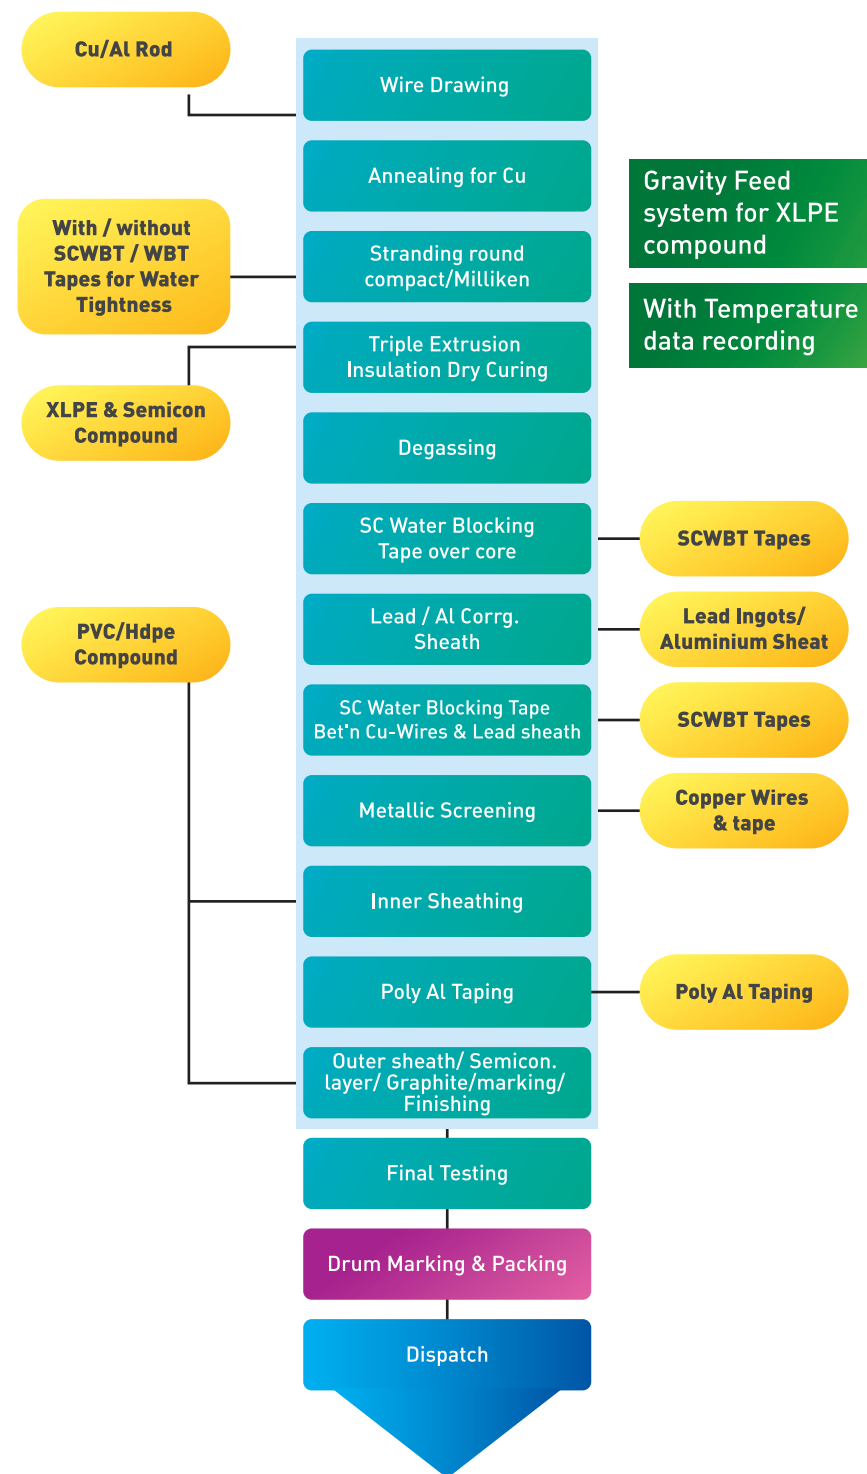 Cu/Al Rod
Wire Drawing
Annealing for Cu
Gravity Feed
system for XLPE
compound
With / without
SCWBT / WBT
Tapes for Water
Tightness
Stranding round
compact/Milliken
With Temperature
data recording
Triple Extrusion
Insulation Dry Curing
XLPE & Semicon
Compound
Degassing
SC Water Blocking
Tape over core
SCWBT Tapes
PVC/Hdpe
Compound
Lead / Al Corrg.
Sheath
Lead Ingots/
Aluminium Sheat
SC Water Blocking Tape
Bet'n Cu-Wires & Lead sheath
SCWBT Tapes
Metallic Screening
Copper Wires
& tape
Inner Sheathing
Poly Al Taping
Poly Al Taping
Outer sheath/ Semicon.
layer/ Graphite/marking/
Finishing
Final Testing
Drum Marking & Packing
Dispatch